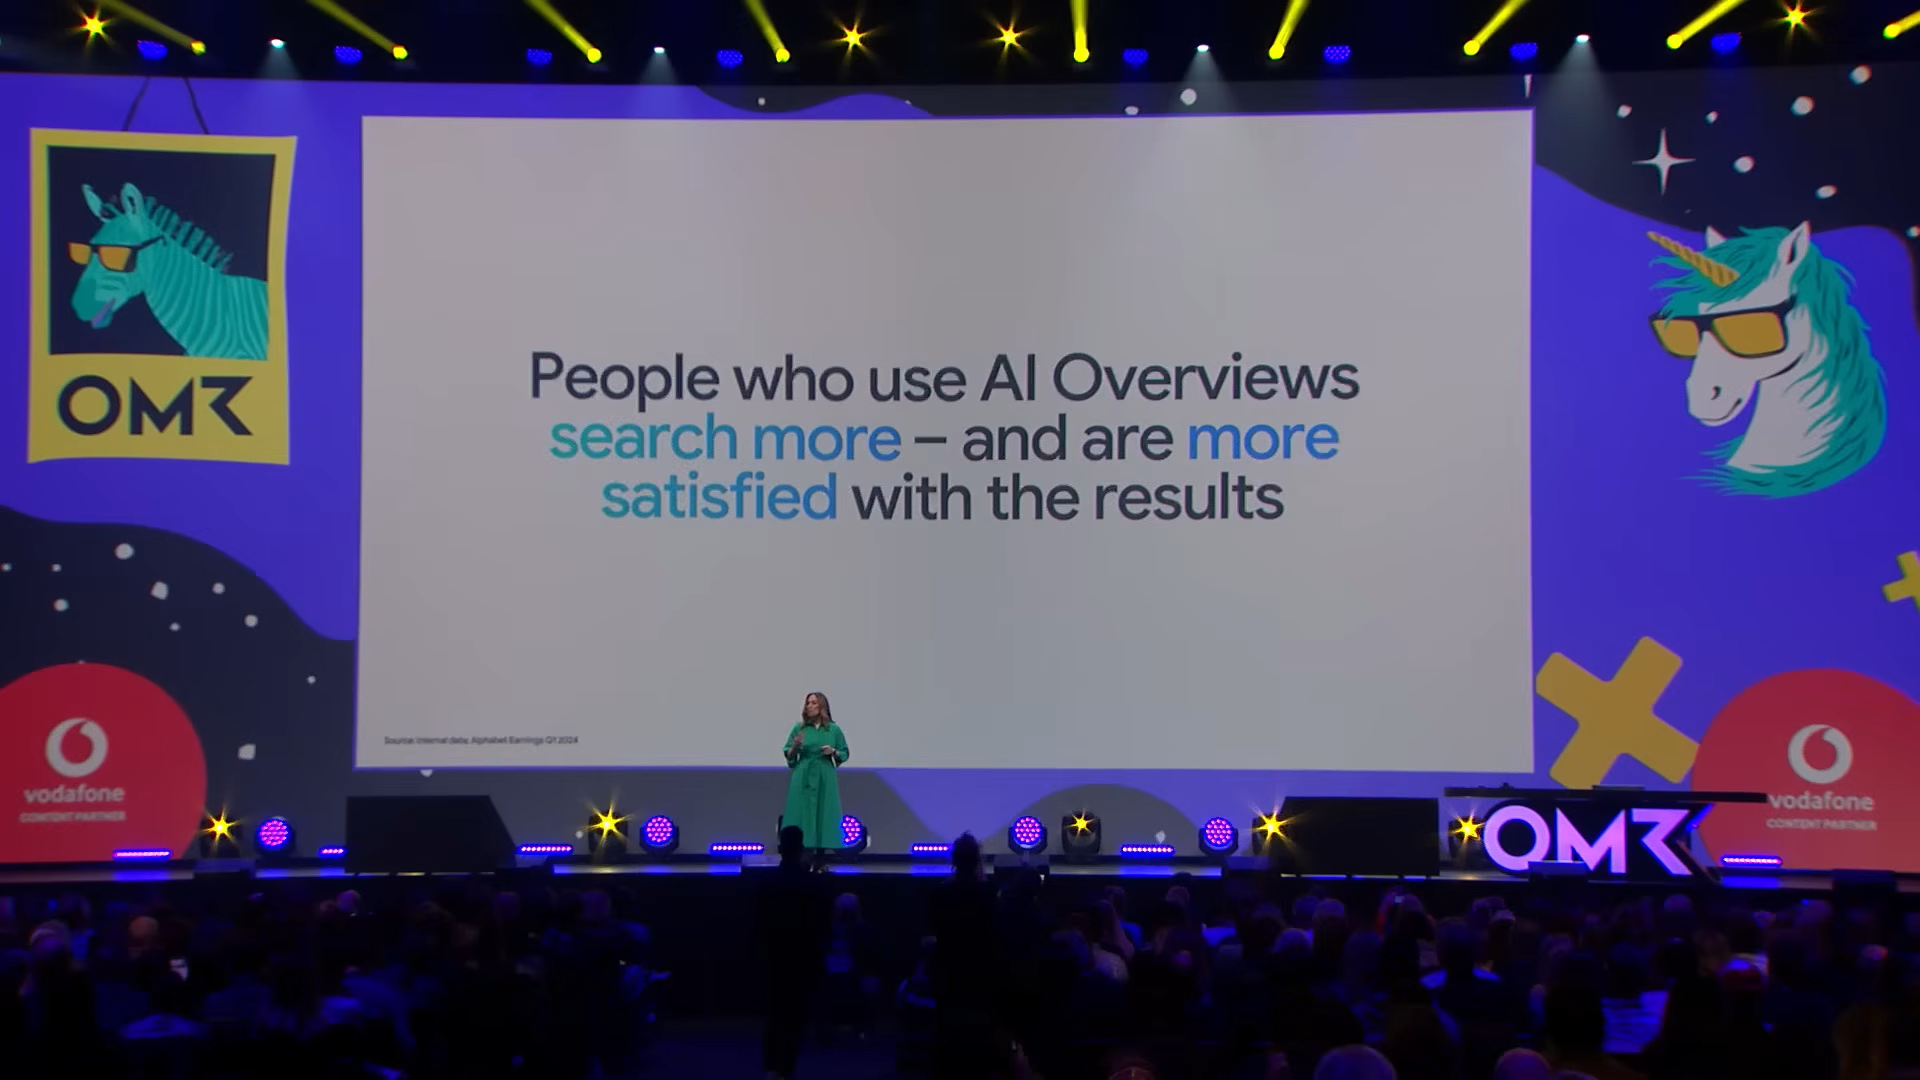 OMR
People who use AI Overviews
search more – and are more
satisfied with the results
Source: Internal data; Alphabet Earnings Q1 2024
vodafone
CONTENT PARTNER
OMR
vodafone
CONTENT PARTNER